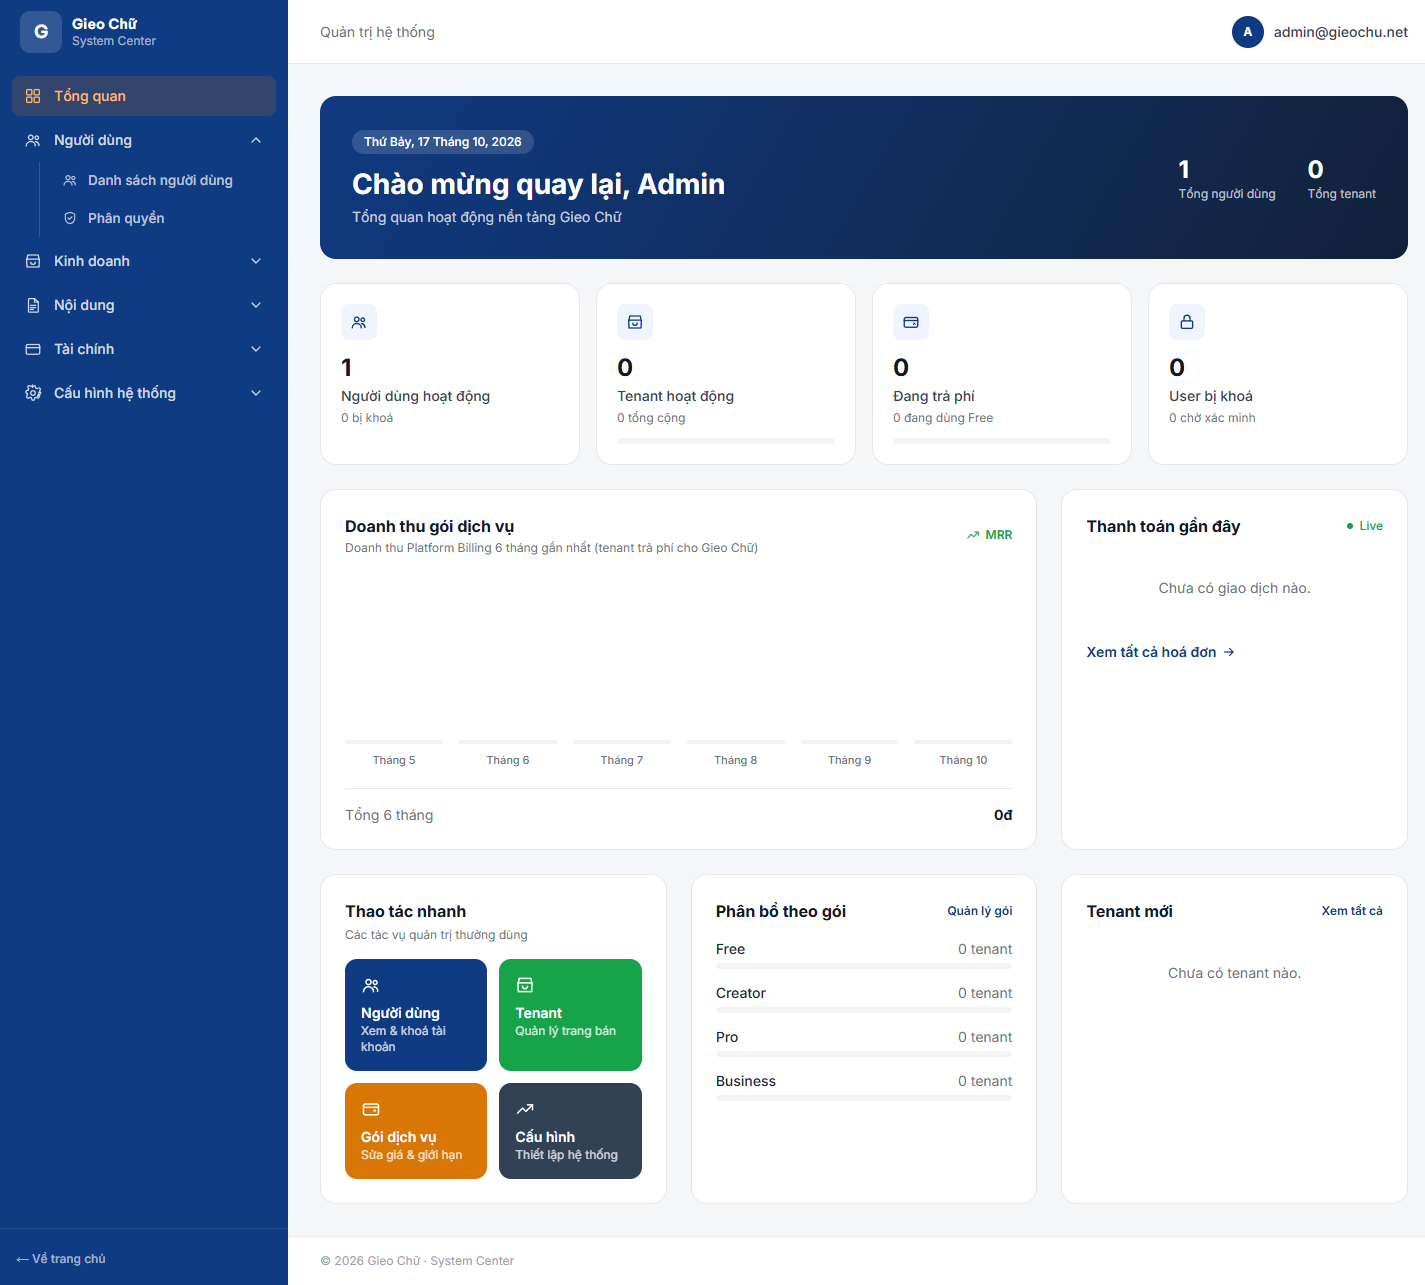 G
Gieo Chữ
System Center
Tổng quan
Người dùng
Danh sách người dùng
Phân quyền
Kinh doanh
Nội dung
Tài chính
Cấu hình hệ thống
← Về trang chủ
Quản trị hệ thống
A
admin@gieochu.net
Thứ Bảy, 17 Tháng 10, 2026
Chào mừng quay lại, Admin
Tổng quan hoạt động nền tảng Gieo Chữ
1
Tổng người dùng
0
Tổng tenant
1
Người dùng hoạt động
0 bị khoá
0
Tenant hoạt động
0 tổng cộng
0
Đang trả phí
0 đang dùng Free
0
User bị khoá
0 chờ xác minh
Doanh thu gói dịch vụ
Doanh thu Platform Billing 6 tháng gần nhất (tenant trả phí cho Gieo Chữ)
MRR
Tháng 5
Tháng 6
Tháng 7
Tháng 8
Tháng 9
Tháng 10
Tổng 6 tháng
0đ
Thanh toán gần đây
Live
Chưa có giao dịch nào.
Xem tất cả hoá đơn →
Thao tác nhanh
Các tác vụ quản trị thường dùng
Người dùng
Xem & khoá tài
khoản
Tenant
Quản lý trang bán
Gói dịch vụ
Sửa giá & giới hạn
Cấu hình
Thiết lập hệ thống
Phân bổ theo gói
Quản lý gói
Free
0 tenant
Creator
0 tenant
Pro
0 tenant
Business
0 tenant
Tenant mới
Xem tất cả
Chưa có tenant nào.
© 2026 Gieo Chữ · System Center